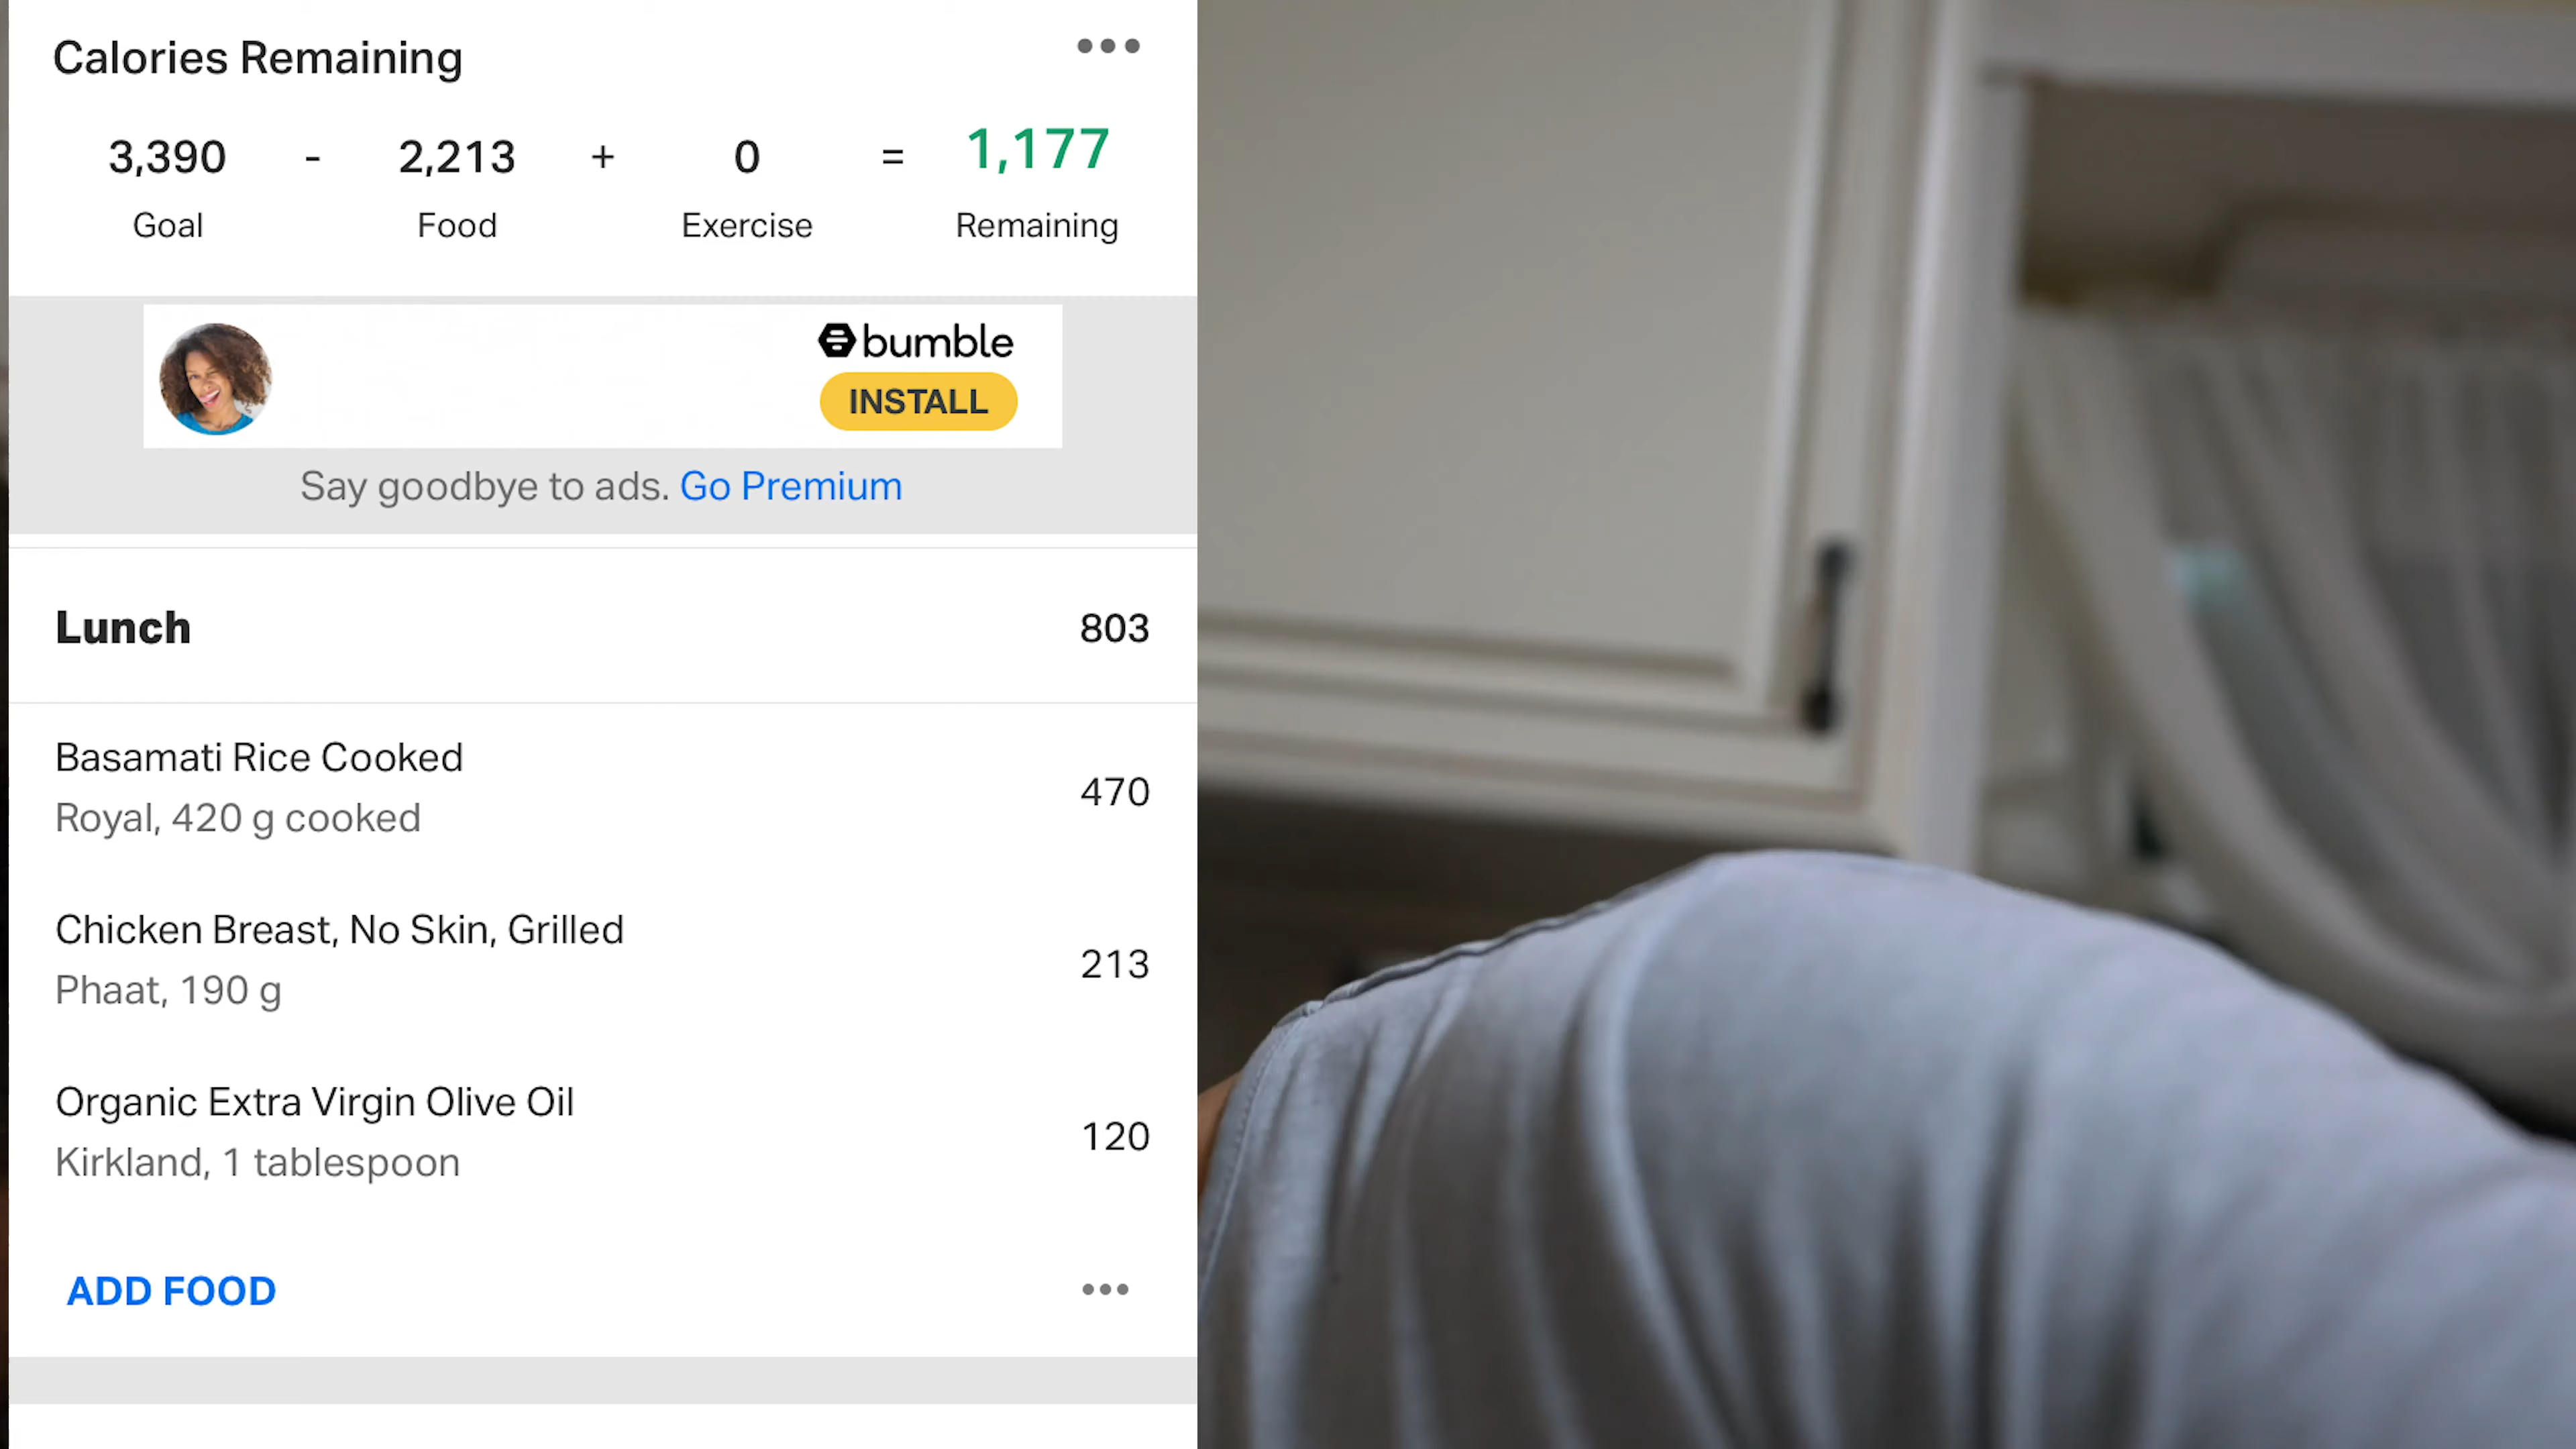 Calories Remaining
3,390 - 2,213 + 0 = 1,177
Goal Food Exercise Remaining
bumble
INSTALL
Say goodbye to ads. Go Premium
Lunch 803
Basamati Rice Cooked
Royal, 420 g cooked
470
Chicken Breast, No Skin, Grilled
Phaat, 190 g
213
Organic Extra Virgin Olive Oil
Kirkland, 1 tablespoon
120
ADD FOOD